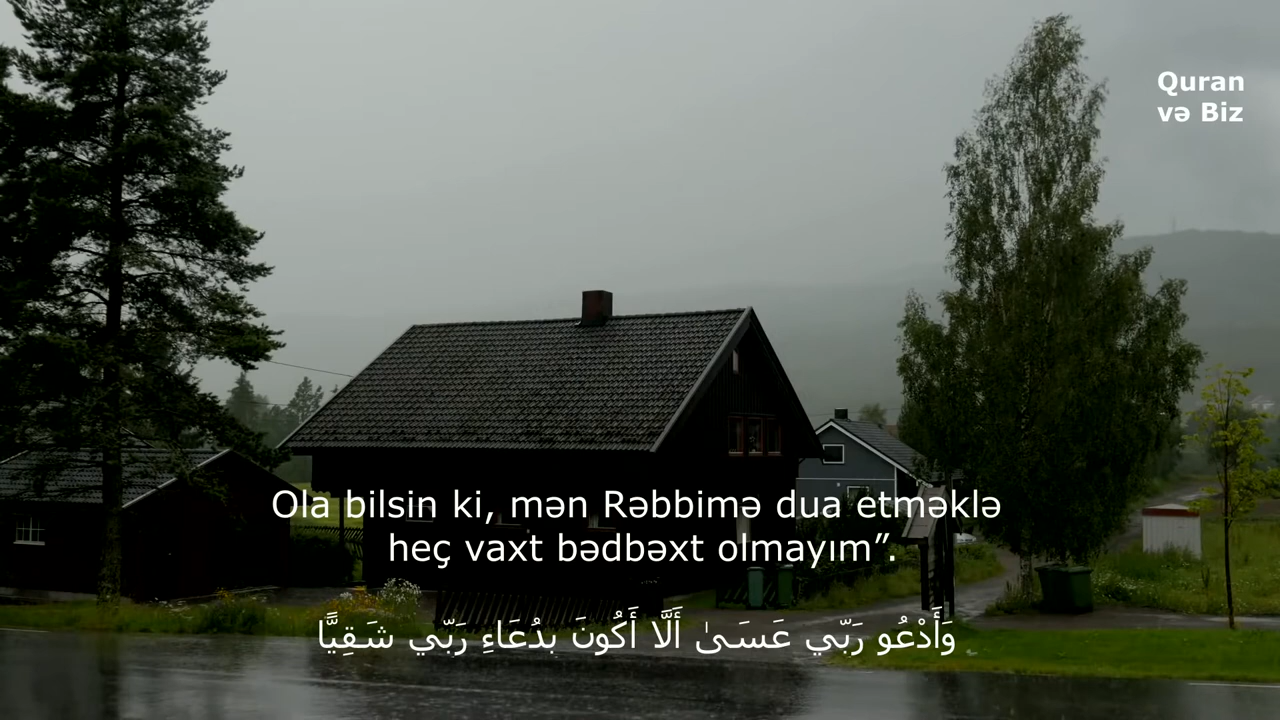 Quran
və Biz
Ola bilsin ki, mən Rəbbimə dua etməklə
heç vaxt bədbəxt olmayım”.
وَأَدْعُو رَبِّي عَسَىٰ أَلَّا أَكُونَ بِدُعَاءِ رَبِّي شَقِيًّا